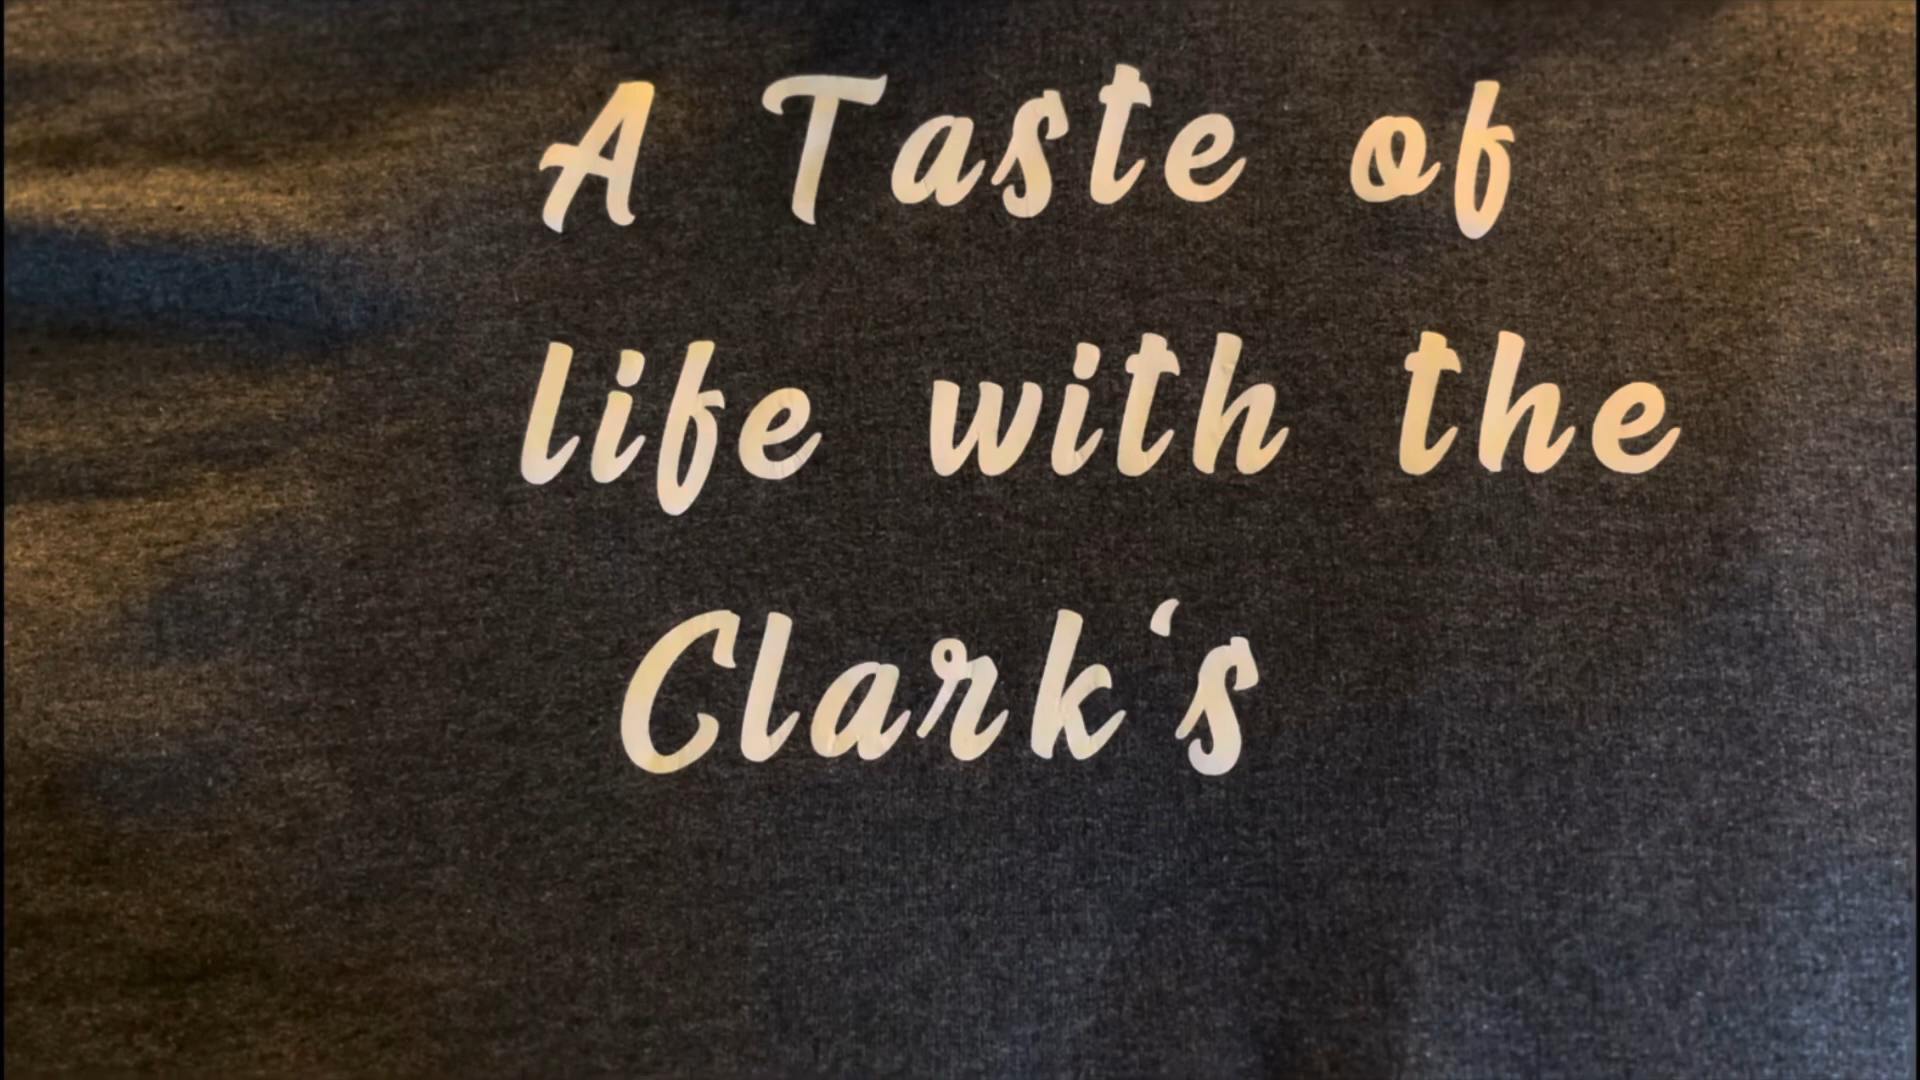 A Taste of
life with the
Clark‘s